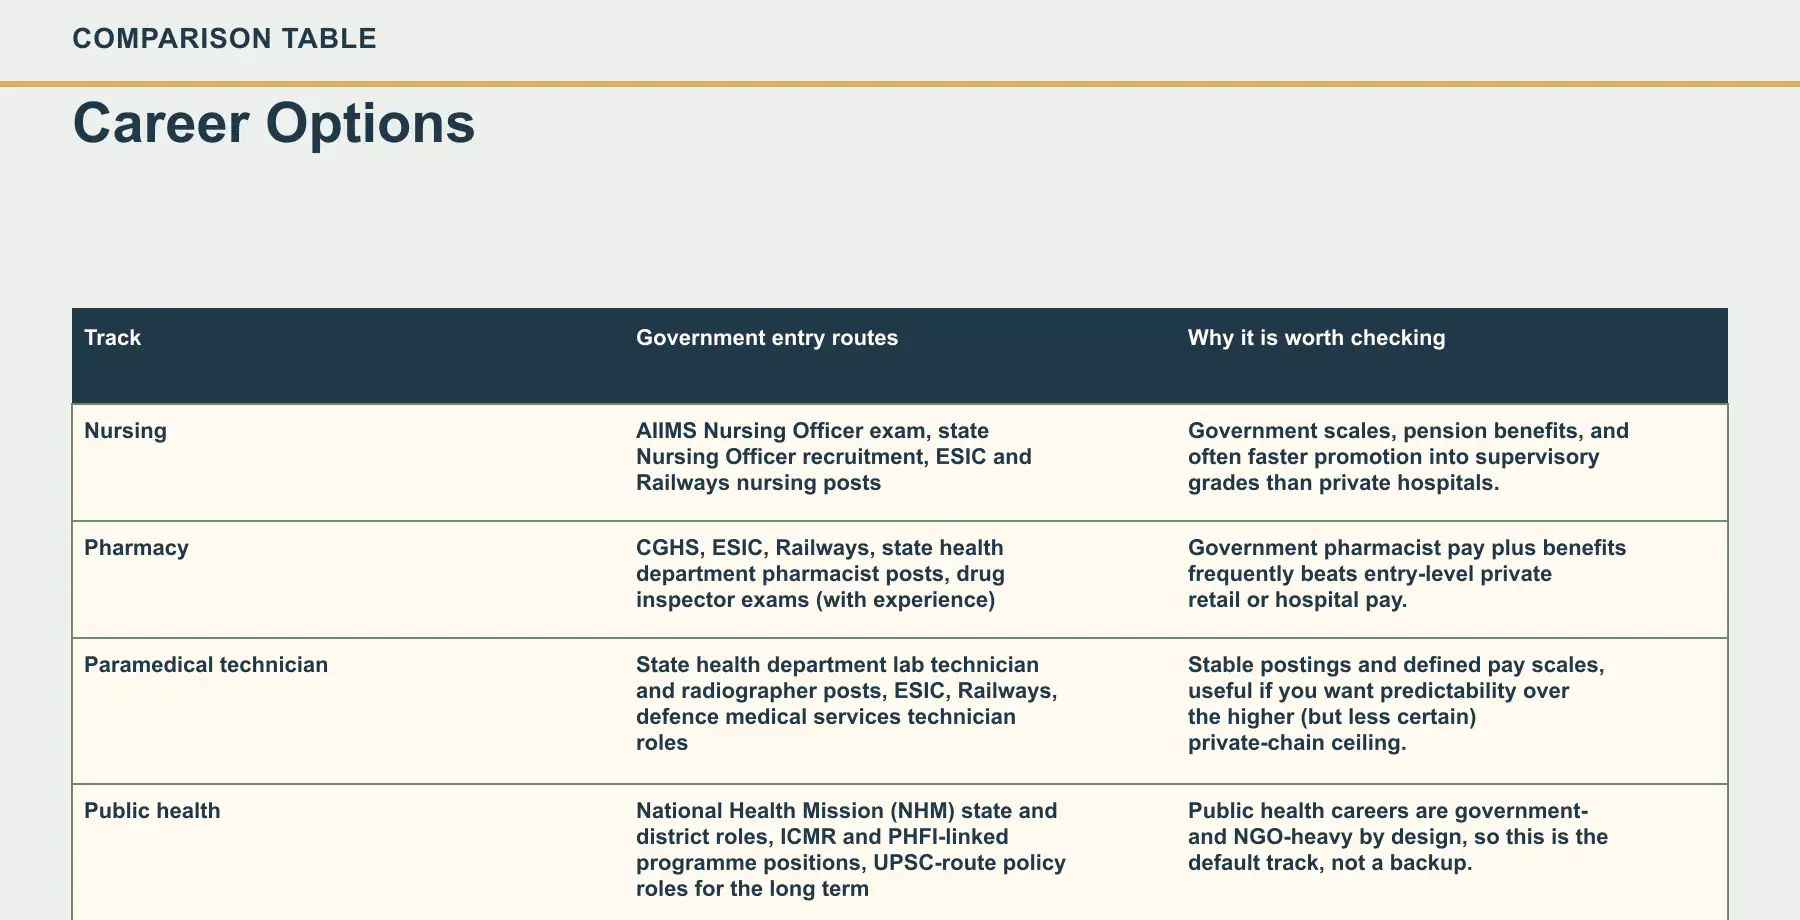 COMPARISON TABLE
Career Options
Track
Government entry routes
Why it is worth checking
Nursing
AIIMS Nursing Officer exam, state
Nursing Officer recruitment, ESIC and
Railways nursing posts
Government scales, pension benefits, and
often faster promotion into supervisory
grades than private hospitals.
Pharmacy
CGHS, ESIC, Railways, state health
department pharmacist posts, drug
inspector exams (with experience)
Government pharmacist pay plus benefits
frequently beats entry-level private
retail or hospital pay.
Paramedical technician
State health department lab technician
and radiographer posts, ESIC, Railways,
defence medical services technician
roles
Stable postings and defined pay scales,
useful if you want predictability over
the higher (but less certain)
private-chain ceiling.
Public health
National Health Mission (NHM) state and
district roles, ICMR and PHFI-linked
programme positions, UPSC-route policy
roles for the long term
Public health careers are government-
and NGO-heavy by design, so this is the
default track, not a backup.